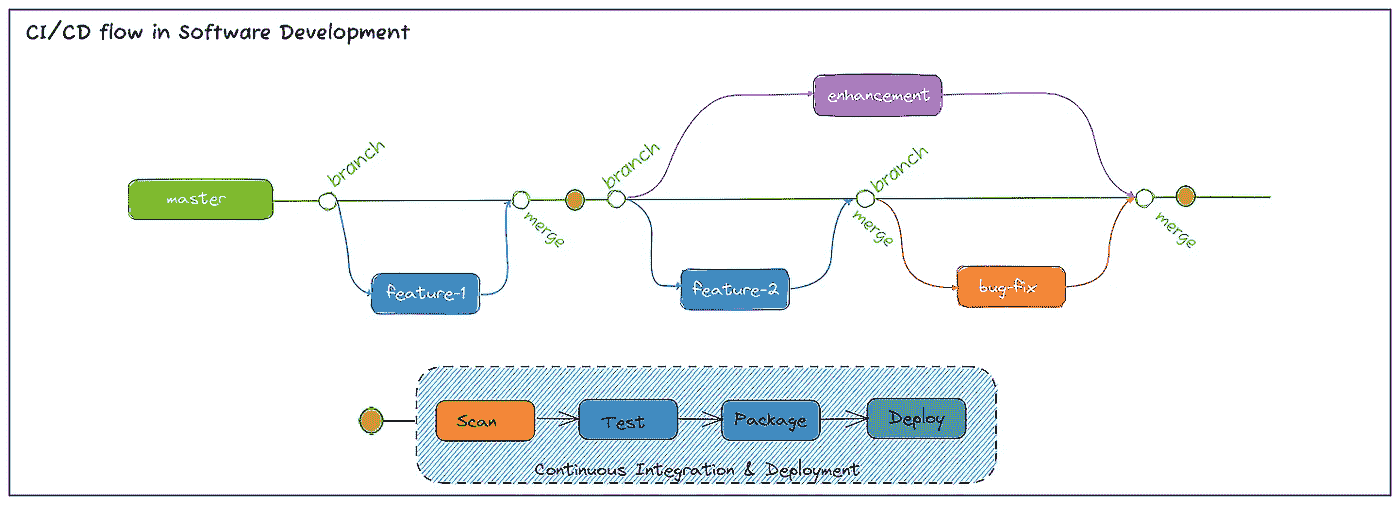 CI/CD flow in Software Development
enhancement
branch
branch
branch
master
merge
merge
merge
feature-1
feature-2
bug-fix
Scan
Test
Package
Deploy
Continuous Integration & Deployment